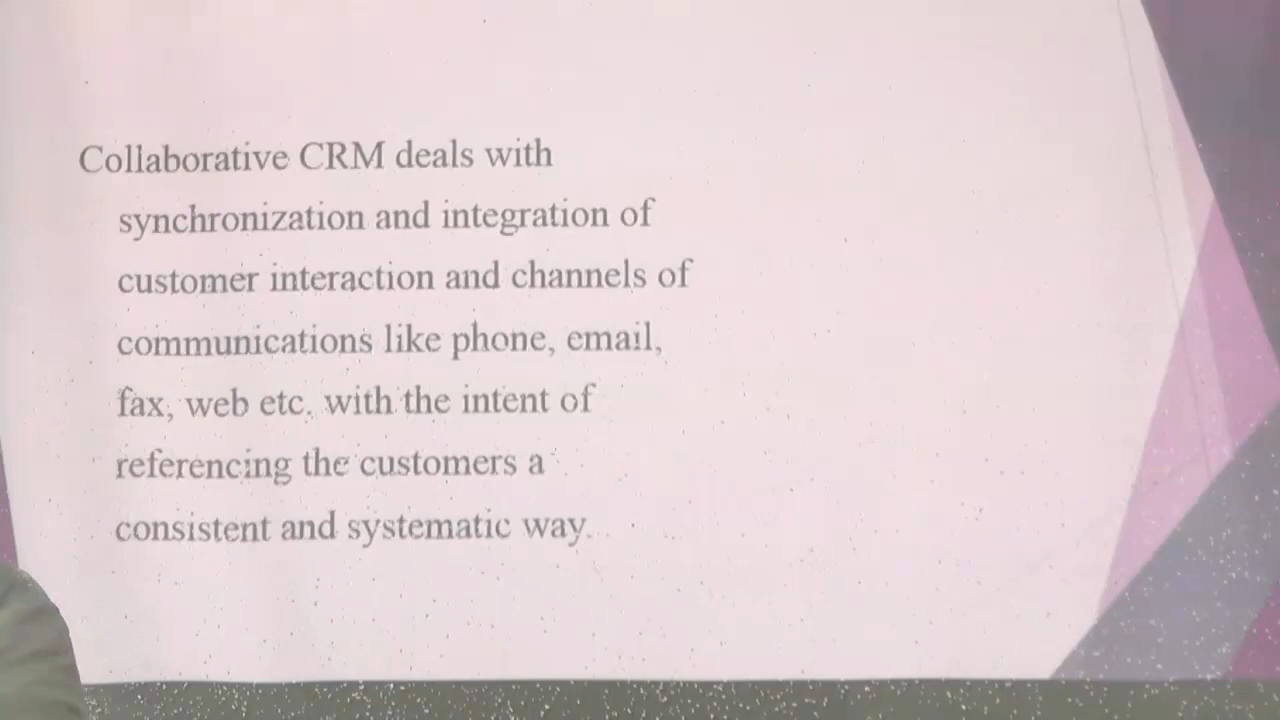 Collaborative CRM deals with
synchronization and integration of
customer interaction and channels of
communications like phone, email,
fax, web etc. with the intent of
referencing the customers a
consistent and systematic way.